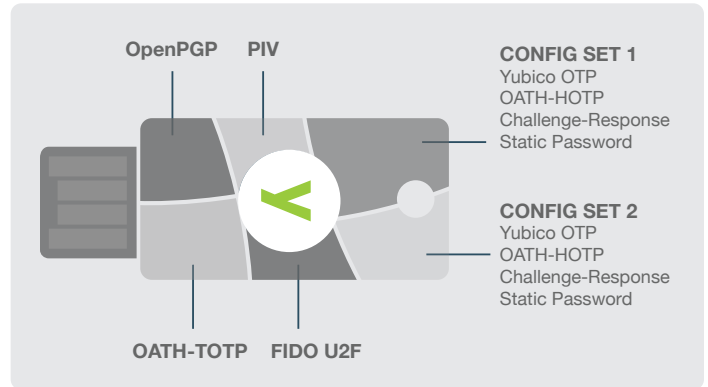 OpenPGP PIV
CONFIG SET 1
Yubico OTP
OATH-HOTP
Challenge-Response
Static Password
CONFIG SET 2
Yubico OTP
OATH-HOTP
Challenge-Response
Static Password
OATH-TOTP FIDO U2F